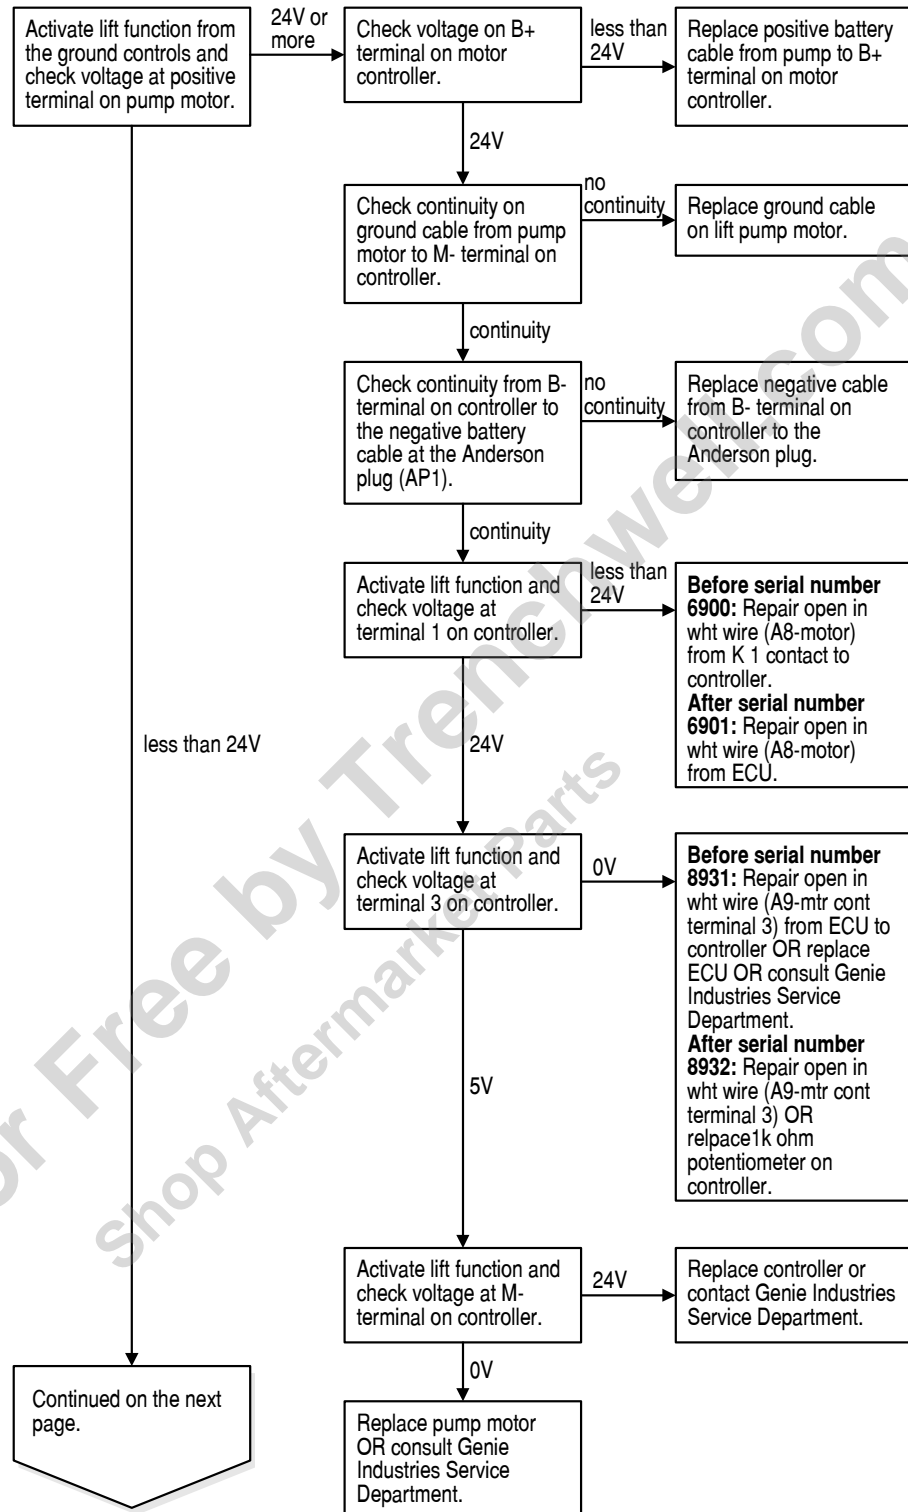 Activate lift function from
the ground controls and
check voltage at positive
terminal on pump motor.
24V or
more
Check voltage on B+
terminal on motor
controller.
less than
24V
Replace positive battery
cable from pump to B+
terminal on motor
controller.
24V
Check continuity on
ground cable from pump
motor to M- terminal on
controller.
no
continuity
Replace ground cable
on lift pump motor.
continuity
Check continuity from B-
terminal on controller to
the negative battery
cable at the Anderson
plug (AP1).
no
continuity
Replace negative cable
from B- terminal on
controller to the
Anderson plug.
continuity
Activate lift function and
check voltage at
terminal 1 on controller.
less than
24V
Before serial number
6900: Repair open in
wht wire (A8-motor)
from K 1 contact to
controller.
After serial number
6901: Repair open in
wht wire (A8-motor)
from ECU.
less than 24V
24V
Activate lift function and
check voltage at
terminal 3 on controller.
0V
Before serial number
8931: Repair open in
wht wire (A9-mtr cont
terminal 3) from ECU to
controller OR replace
ECU OR consult Genie
Industries Service
Department.
After serial number
8932: Repair open in
wht wire (A9-mtr cont
terminal 3) OR
relpace1k ohm
potentiometer on
controller.
5V
Activate lift function and
check voltage at M-
terminal on controller.
24V
Replace controller or
contact Genie Industries
Service Department.
0V
Continued on the next
page.
Replace pump motor
OR consult Genie
Industries Service
Department.
or Free by Trenchwell.com
Shop Aftermarket Parts